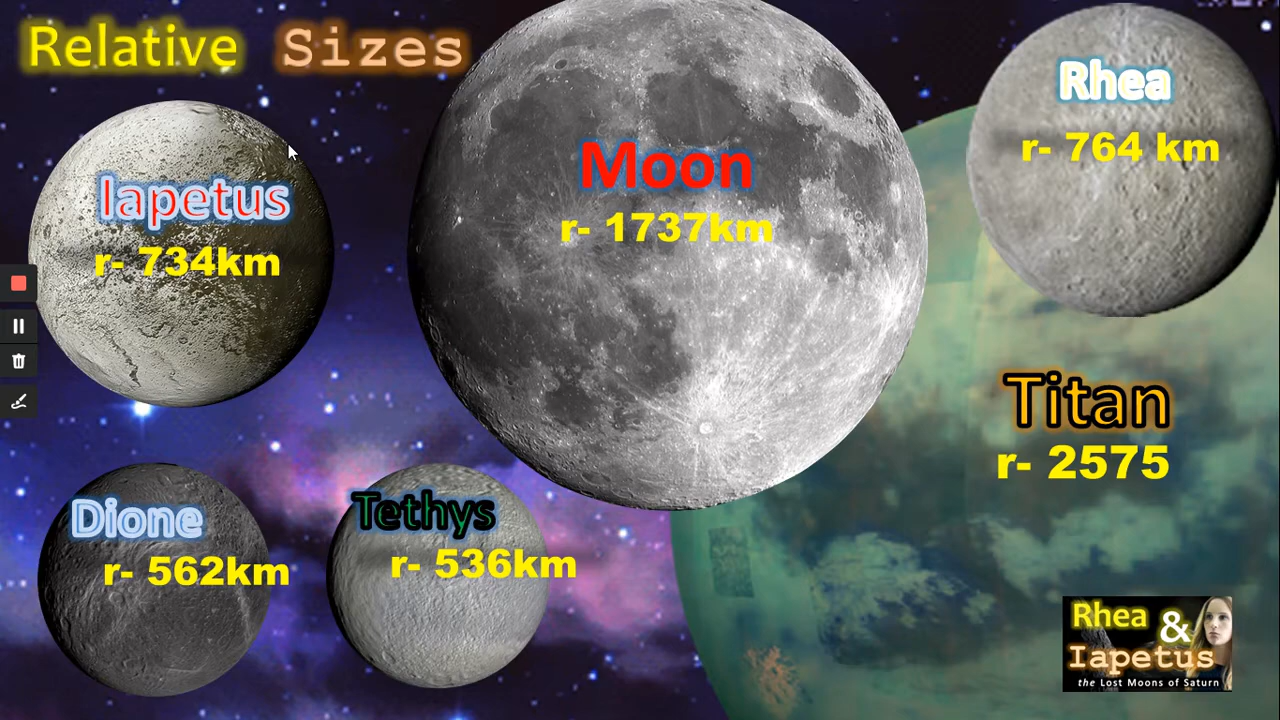 Relative Sizes
Iapetus
r- 734km
Moon
r- 1737km
Rhea
r- 764 km
Titan
r- 2575
Dione
r- 562km
Tethys
r- 536km
Rhea &
Iapetus
the Lost Moons of Saturn